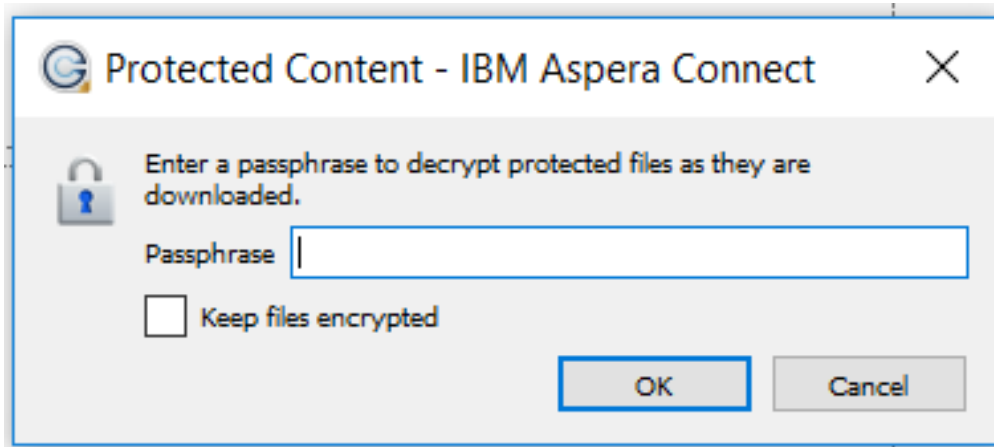 Protected Content - IBM Aspera Connect
Enter a passphrase to decrypt protected files as they are
downloaded.
Passphrase
Keep files encrypted
OK Cancel